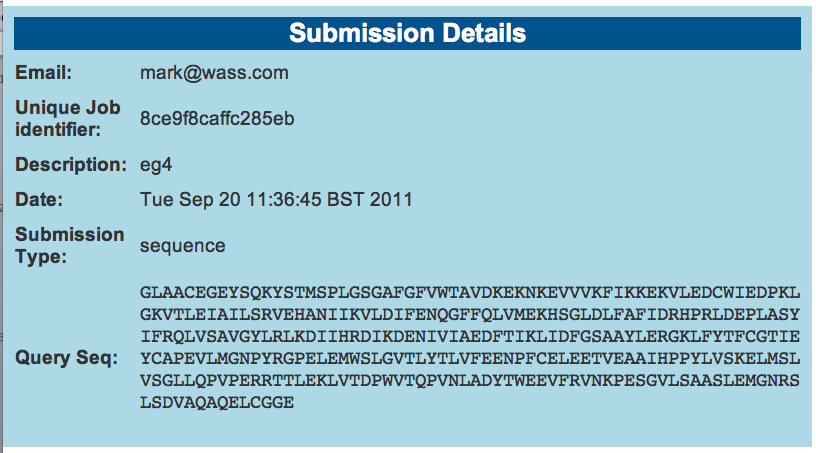 Submission Details
Email: mark@wass.com
Unique Job
identifier: 8ce9f8caffc285eb
Description: eg4
Date: Tue Sep 20 11:36:45 BST 2011
Submission
Type: sequence
Query Seq:
GLAACEGEYSQKYSTMSPLGSGAFGFVWTAVDKEKNKEVVVKFIKKEKVLEDCWIEDPKL
GKVTLEIAILSRVEHANIIKVLDIFENQGFFQLVMEKHSGLDLFAFIDRHPRLDEPLASY
IFRQLVSAVGYLRLKDIIHRDIKDENIVIAEDFTIKLIDFGSAAYLERGKLFYTFCGTIE
YCAPEVLMGNPYRGPELEMWSLGVTLYTLVFEENPFCELEETVEAAIHPPYLVSKELMSL
VSGLLQPVPERRTTLEKLVTDPWVTQPVNLADYTWEEVFRVNKPESGVLSAASLEMGNRS
LSDVAQAQELCGGE